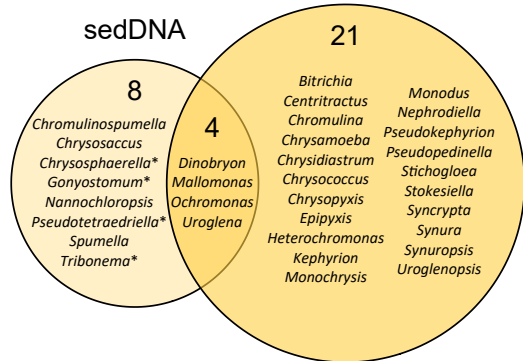 sedDNA
21
8
4
Chromulinospumella
Chrysosaccus
Chrysosphaerella*
Gonyostomum*
Nannochloropsis
Pseudotetraedriella*
Spumella
Tribonema*
Dinobryon
Mallomonas
Ochromonas
Uroglena
Bitrichia
Centritractus
Chromulina
Chrysamoeba
Chrysidiastrum
Chrysococcus
Chrysopyxis
Epipyxis
Heterochromonas
Kephyrion
Monochrysis
Monodus
Nephrodiella
Pseudokephyrion
Pseudopedinella
Stichogloea
Stokesiella
Syncrypta
Synura
Synuropsis
Uroglenopsis